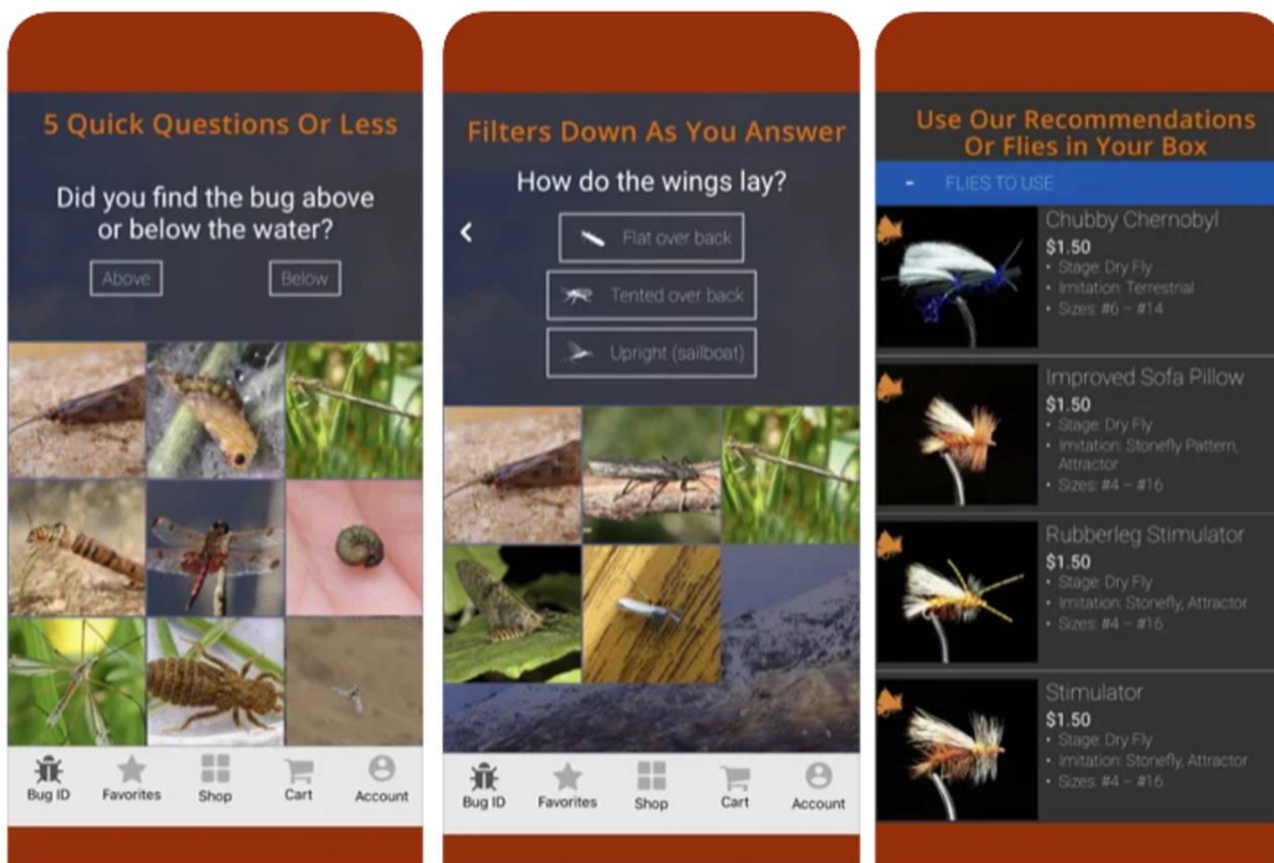 5 Quick Questions Or Less
Did you find the bug above
or below the water?
Above
Below
Bug ID
Favorites
Shop
Cart
Account
Filters Down As You Answer
How do the wings lay?
Flat over back
Tented over back
Upright (sailboat)
Bug ID
Favorites
Shop
Cart
Account
Use Our Recommendations
Or Flies in Your Box
- FLIES TO USE
Chubby Chernobyl
$1.50
• Stage: Dry Fly
• Imitation: Terrestrial
• Sizes: #6 – #14
Improved Sofa Pillow
$1.50
• Stage: Dry Fly
• Imitation: Stonefly Pattern,
Attractor
• Sizes: #4 – #16
Rubberleg Stimulator
$1.50
• Stage: Dry Fly
• Imitation: Stonefly, Attractor
• Sizes: #4 – #16
Stimulator
$1.50
• Stage: Dry Fly
• Imitation: Stonefly, Attractor
• Sizes: #4 – #16